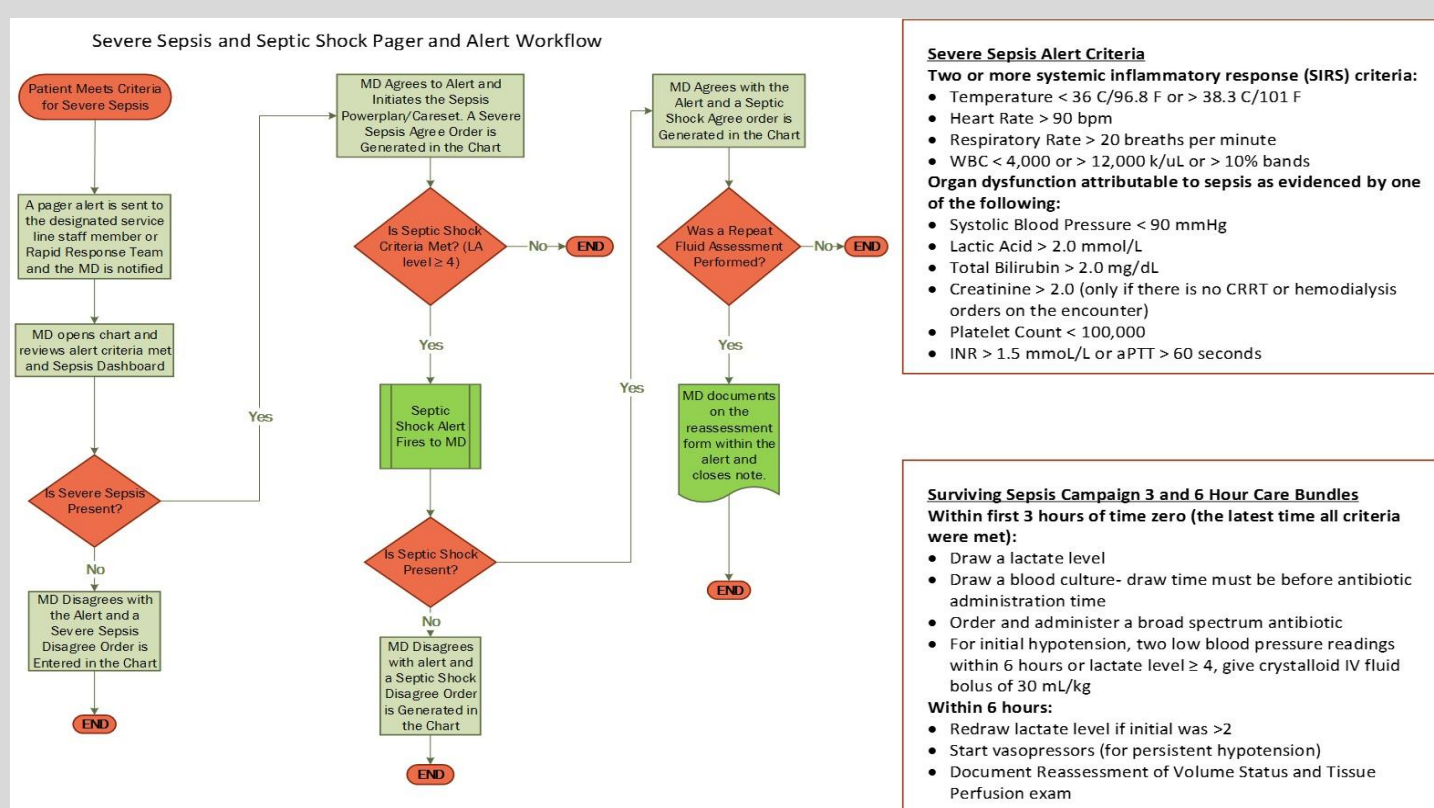 Severe Sepsis and Septic Shock Pager and Alert Workflow
Patient Meets Criteria
for Severe Sepsis
A pager alert is sent to
the designated service
line staff member or
Rapid Response Team
and the MD is notified
MD opens chart and
reviews alert criteria met
and Sepsis Dashboard
Is Severe Sepsis
Present?
Yes
No
MD Disagrees with
the Alert and a
Severe Sepsis
Disagree Order is
Entered in the Chart
END
MD Agrees to Alert and
Initiates the Sepsis
Powerplan/Careset. A Severe
Sepsis Agree Order is
Generated in the Chart
Is Septic Shock
Criteria Met? (LA
level ≥ 4)
No
END
Yes
Septic
Shock Alert
Fires to MD
Is Septic Shock
Present?
Yes
No
MD Disagrees
with alert and
a Septic Shock
Disagree Order
is Generated in
the Chart
END
MD Agrees with the
Alert and a Septic
Shock Agree order is
Generated in the Chart
Was a Repeat
Fluid Assessment
Performed?
No
END
Yes
MD documents
on the
reassessment
form within the
alert and
closes note.
END
Severe Sepsis Alert Criteria
Two or more systemic inflammatory response (SIRS) criteria:
• Temperature < 36 C/96.8 F or > 38.3 C/101 F
• Heart Rate > 90 bpm
• Respiratory Rate > 20 breaths per minute
• WBC < 4,000 or > 12,000 k/uL or > 10% bands
Organ dysfunction attributable to sepsis as evidenced by one
of the following:
• Systolic Blood Pressure < 90 mmHg
• Lactic Acid > 2.0 mmol/L
• Total Bilirubin > 2.0 mg/dL
• Creatinine > 2.0 (only if there is no CRRT or hemodialysis
orders on the encounter)
• Platelet Count < 100,000
• INR > 1.5 mmoL/L or aPTT > 60 seconds
Surviving Sepsis Campaign 3 and 6 Hour Care Bundles
Within first 3 hours of time zero (the latest time all criteria
were met):
• Draw a lactate level
• Draw a blood culture- draw time must be before antibiotic
administration time
• Order and administer a broad spectrum antibiotic
• For initial hypotension, two low blood pressure readings
within 6 hours or lactate level ≥ 4, give crystalloid IV fluid
bolus of 30 mL/kg
Within 6 hours:
• Redraw lactate level if initial was >2
• Start vasopressors (for persistent hypotension)
• Document Reassessment of Volume Status and Tissue
Perfusion exam